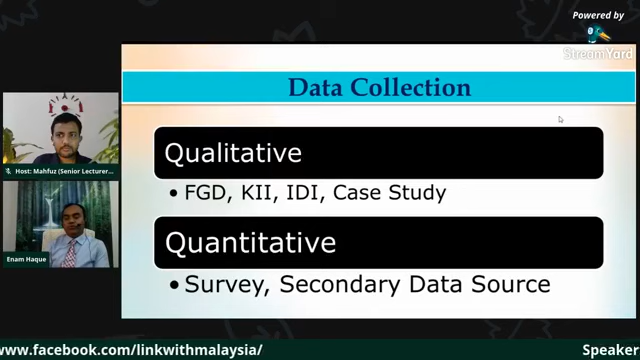 Powered by
StreamYard
Data Collection
Qualitative
• FGD, KII, IDI, Case Study
Quantitative
• Survey, Secondary Data Source
Host: Mahfuz (Senior Lecturer...
Enam Haque
www.facebook.com/linkwithmalaysia/
Speaker